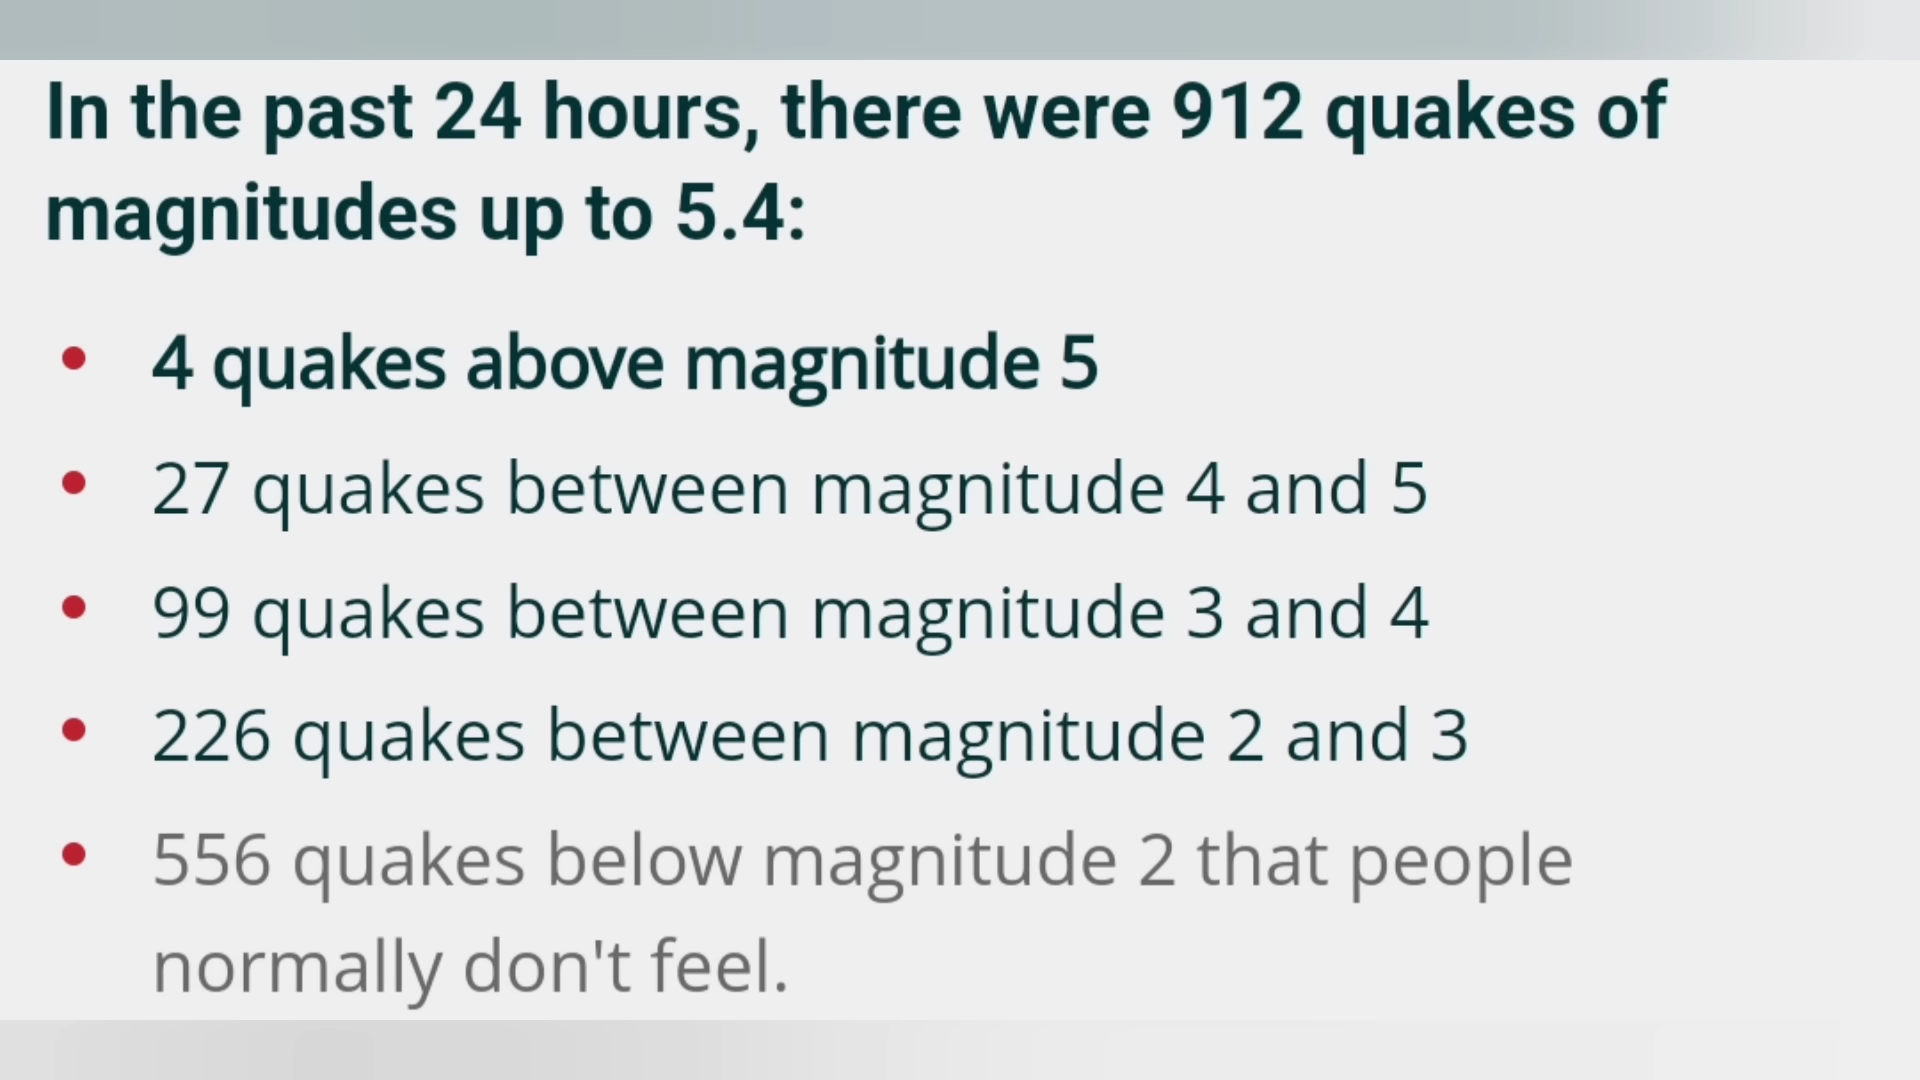 In the past 24 hours, there were 912 quakes of
magnitudes up to 5.4:
• 4 quakes above magnitude 5
• 27 quakes between magnitude 4 and 5
• 99 quakes between magnitude 3 and 4
• 226 quakes between magnitude 2 and 3
• 556 quakes below magnitude 2 that people
normally don't feel.